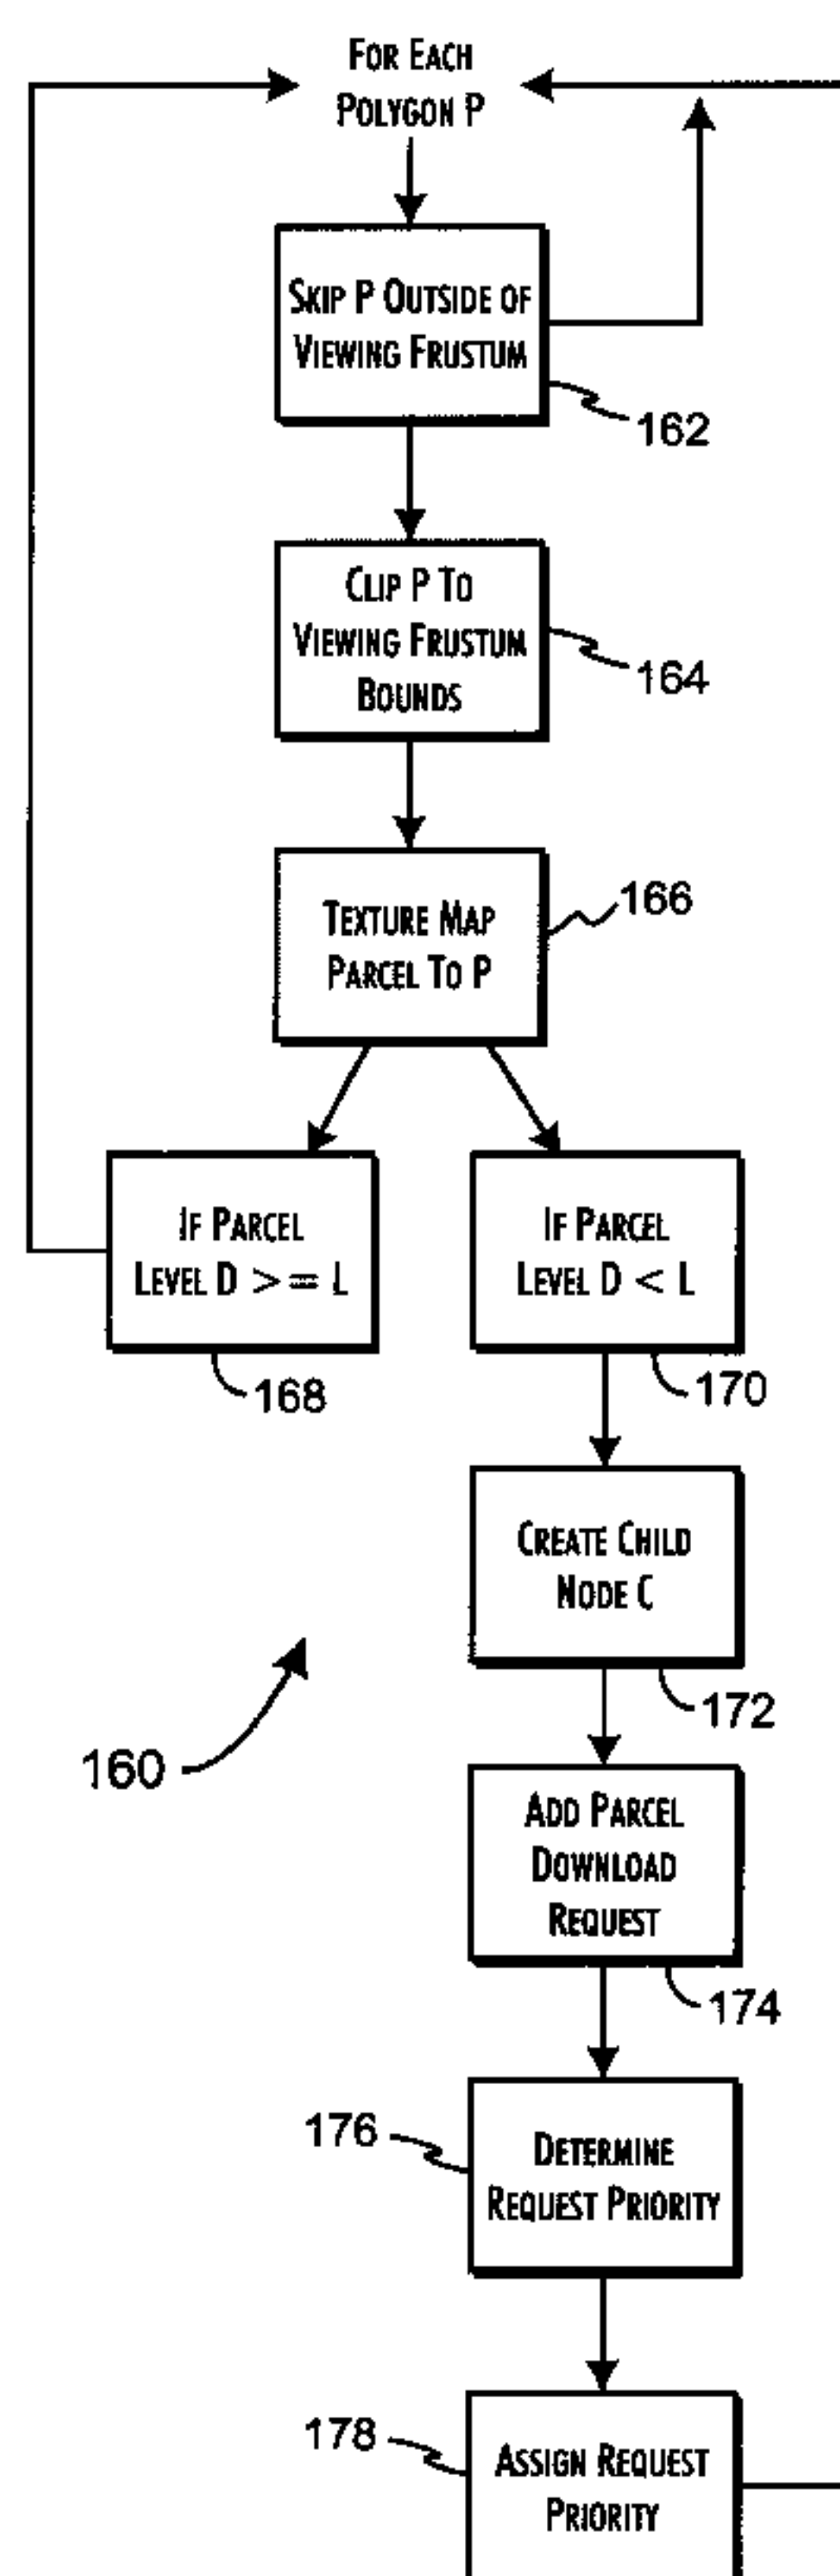 FOR EACH
POLYGON P
SKIP P OUTSIDE OF
VIEWING FRUSTUM
162
CLIP P TO
VIEWING FRUSTUM
BOUNDS
164
TEXTURE MAP
PARCEL TO P
166
IF PARCEL
LEVEL D > = L
168
IF PARCEL
LEVEL D < L
170
CREATE CHILD
NODE C
172
160
ADD PARCEL
DOWNLOAD
REQUEST
174
176
DETERMINE
REQUEST PRIORITY
178
ASSIGN REQUEST
PRIORITY